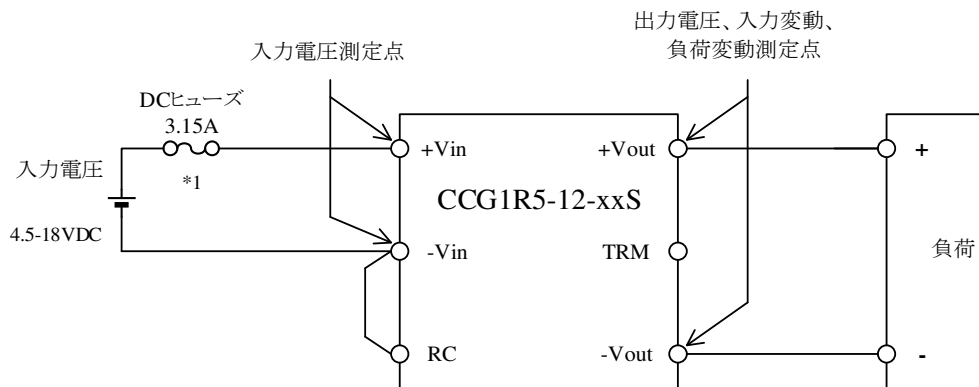 出力電圧、入力変動、
負荷変動測定点
入力電圧測定点
DCヒューズ
3.15A
*1
入力電圧
4.5-18VDC
+Vin
-Vin
RC
CCG1R5-12-xxS
+Vout
TRM
-Vout
+
負荷
-